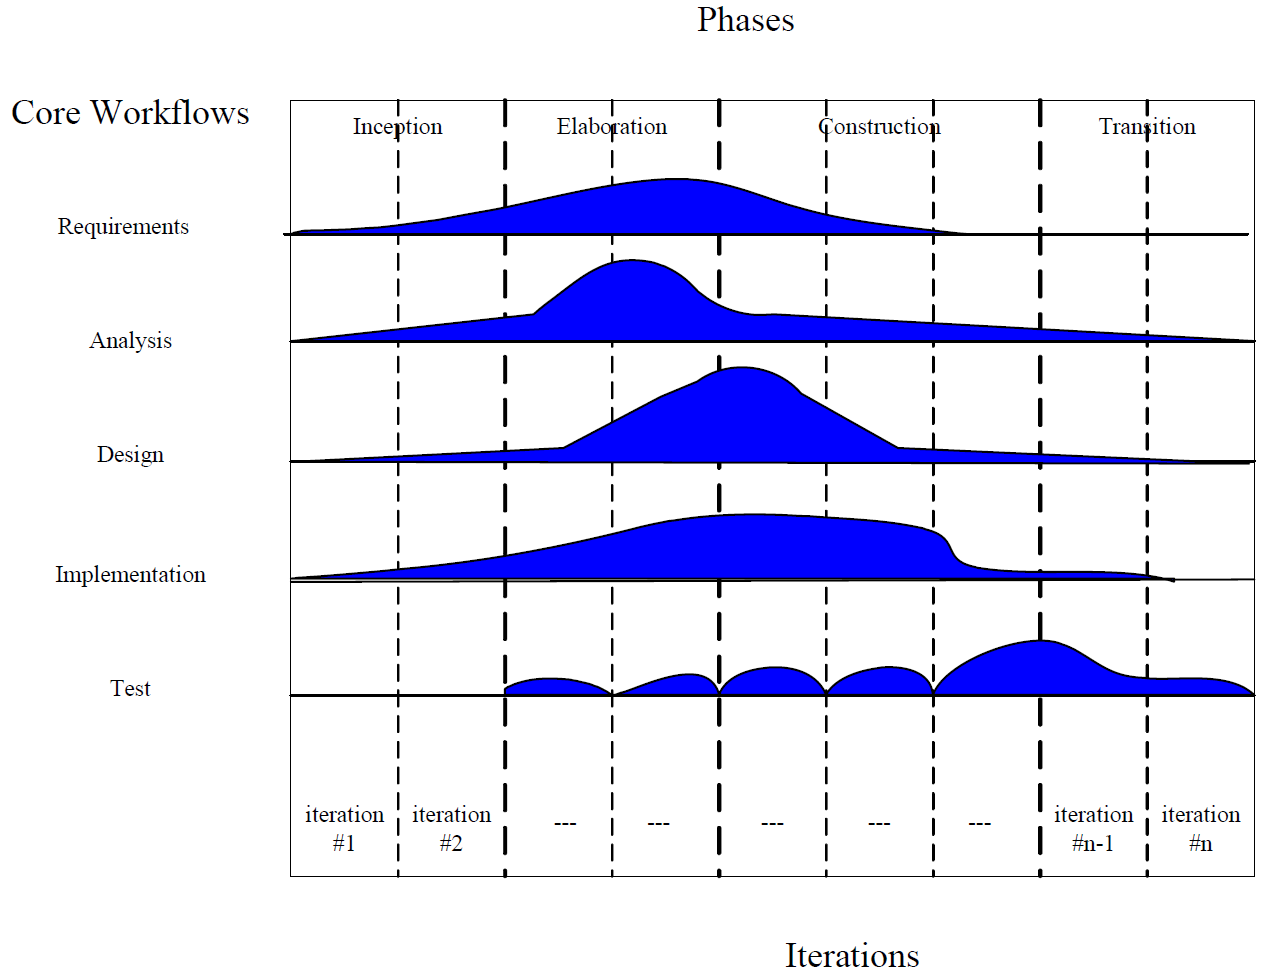 Phases
Core Workflows
Inception
Elaboration
Construction
Transition
Requirements
Analysis
Design
Implementation
Test
iteration
#1
iteration
#2
---
---
---
---
---
iteration
#n-1
iteration
#n
Iterations